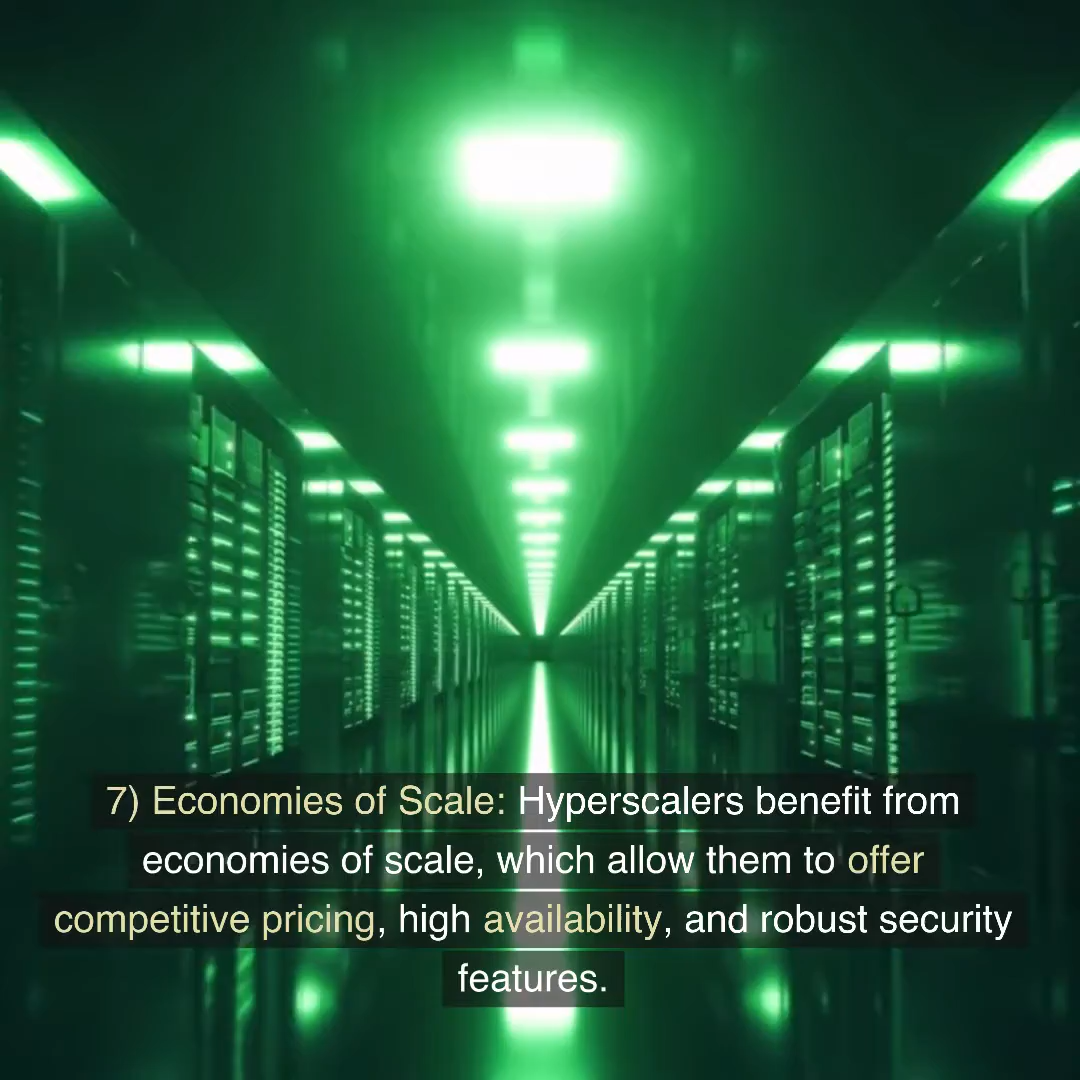 7) Economies of Scale: Hyperscalers benefit from
economies of scale, which allow them to offer
competitive pricing, high availability, and robust security
features.